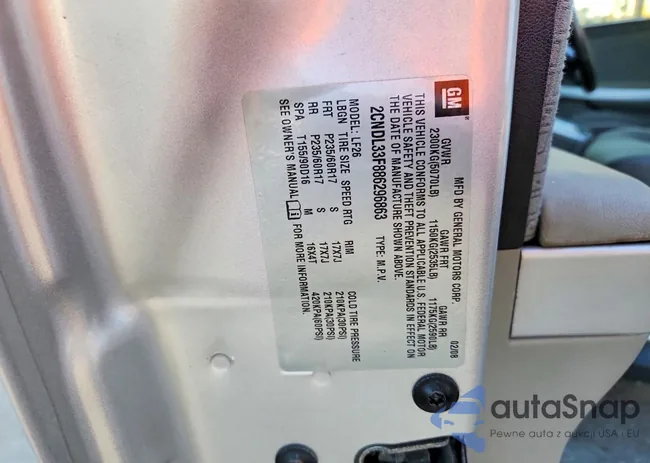 GM
MFD BY GENERAL MOTORS CORP. 02/08
GVWR GAWR FRT GAWR RR
2300KG(5070LB) 1150KG(2535LB) 1175KG(2590LB)
THIS VEHICLE CONFORMS TO ALL APPLICABLE U.S. FEDERAL MOTOR
VEHICLE SAFETY AND THEFT PREVENTION STANDARDS IN EFFECT ON
THE DATE OF MANUFACTURE SHOWN ABOVE.
2CNDL33F886296863 TYPE: M.P.V.
MODEL: LF26
LBGN TIRE SIZE SPEED RTG RIM COLD TIRE PRESSURE
FRT P235/60R17 S 17X7J 210KPA(30PSI)
RR P235/60R17 S 17X7J 210KPA(30PSI)
SPA T155/90D16 M 16X4T 420KPA(60PSI)
SEE OWNER'S MANUAL FOR MORE INFORMATION.
autaSnap
Pewne auta z aukcji USA i EU